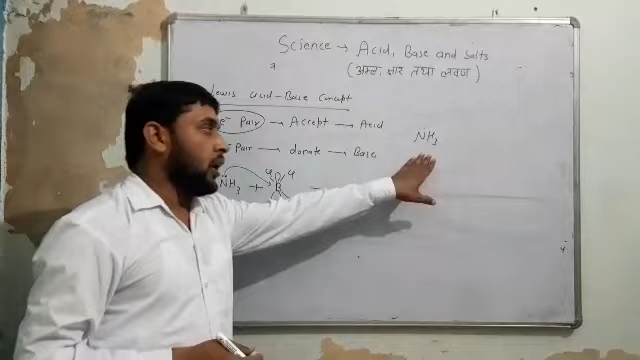 Science → Acid, Base and Salts
(अम्ल, क्षार तथा लवण)
Lewis Acid-Base Concept
e⁻ Pair → Accept → Acid
Pair → donate → Base
NH₃
NH₃ + B